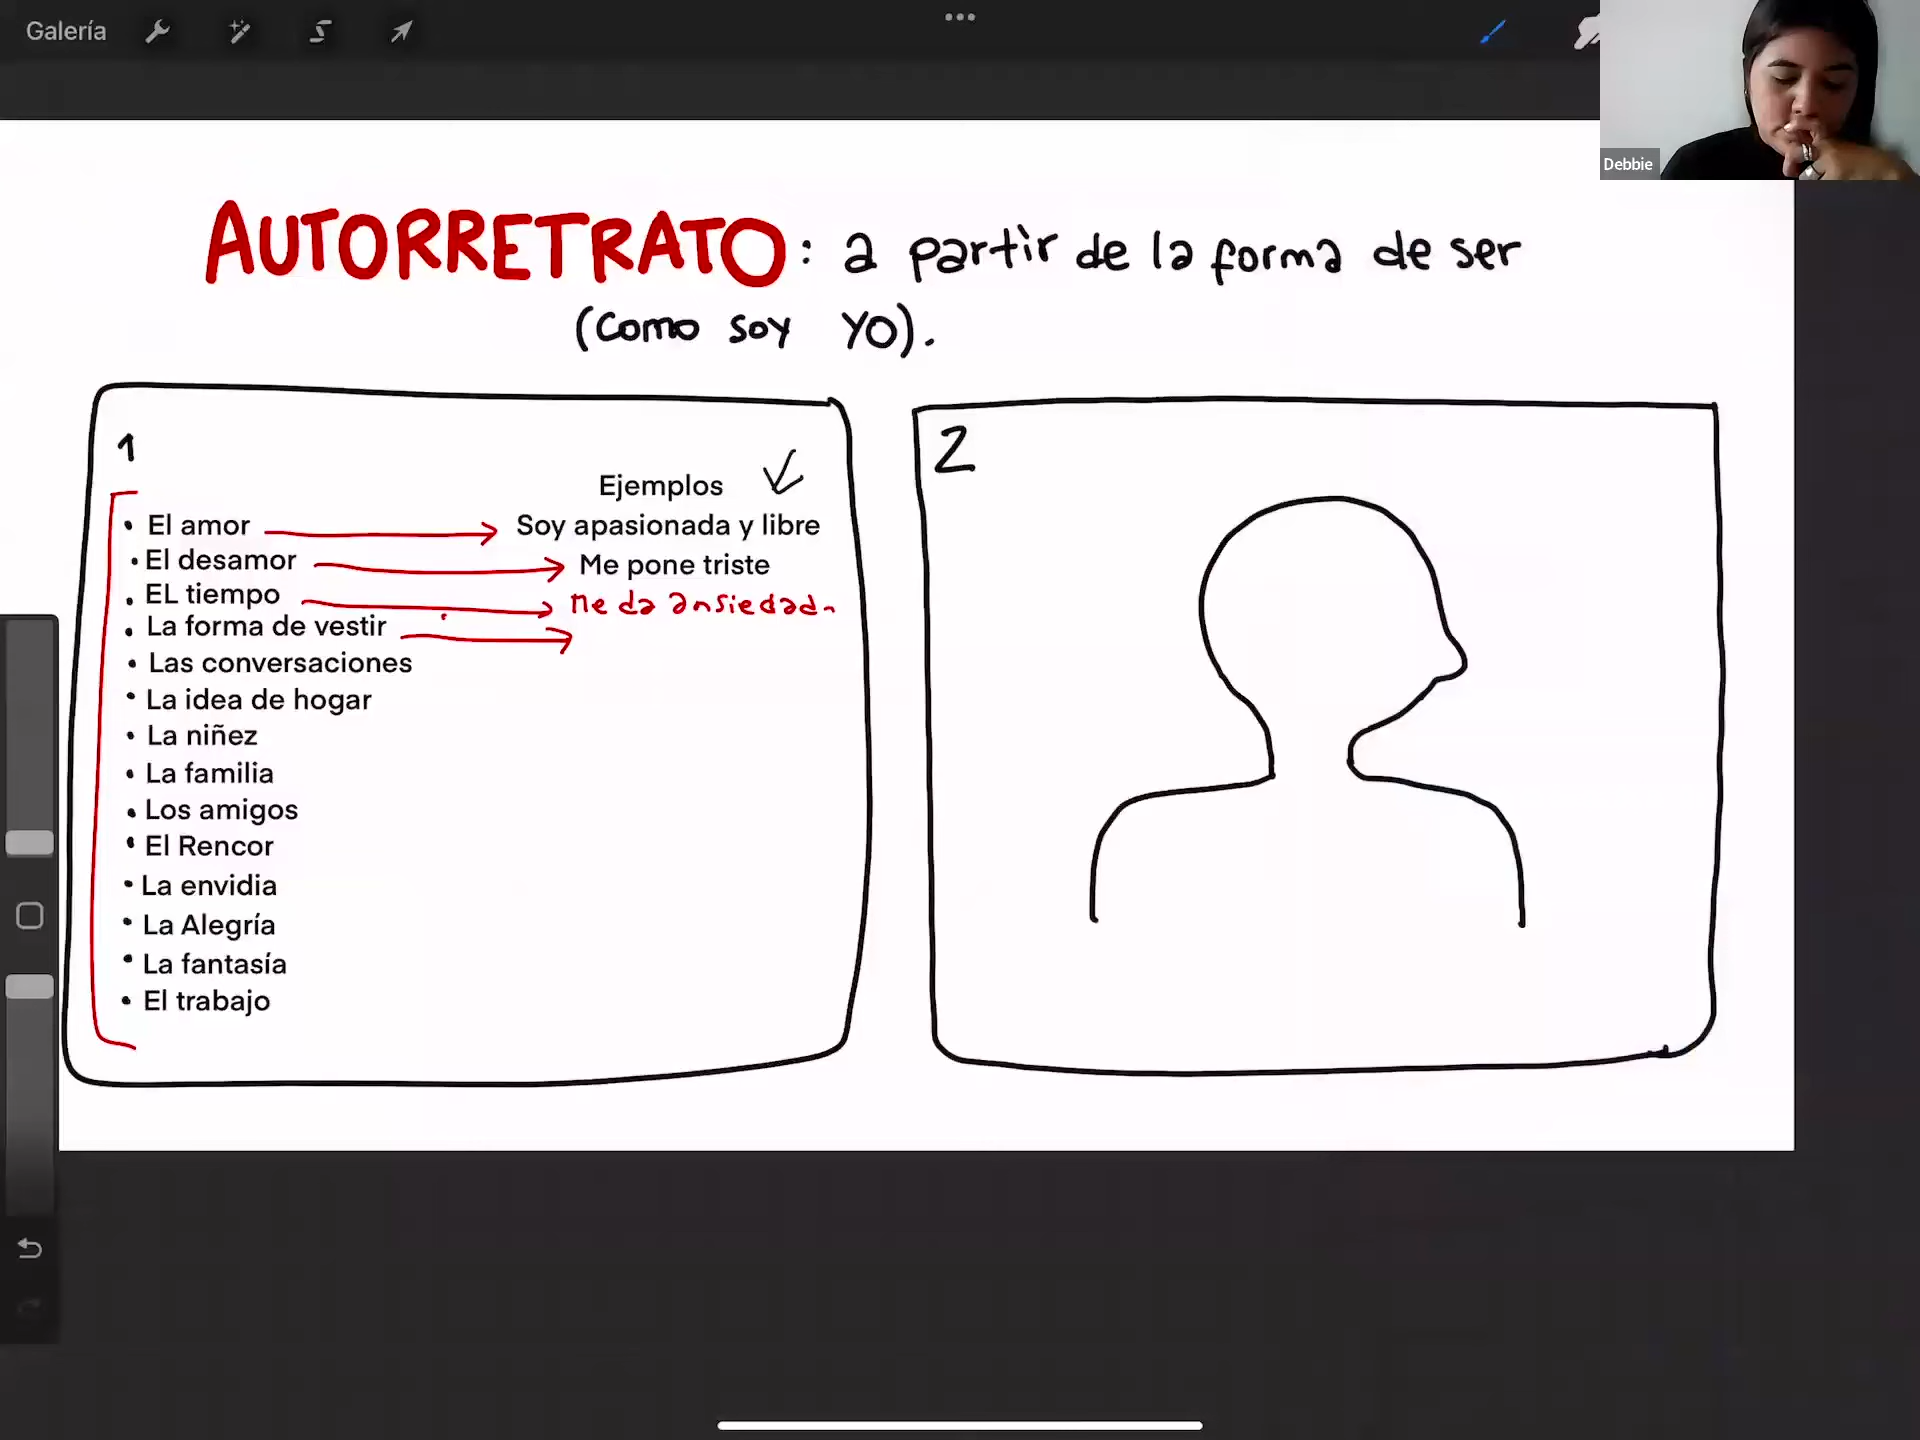 Galería
Debbie
AUTORRETRATO: a partir de la forma de ser
(como soy YO).
1
Ejemplos
• El amor Soy apasionada y libre
• El desamor Me pone triste
• EL tiempo Me da ansiedad.
• La forma de vestir
• Las conversaciones
• La idea de hogar
• La niñez
• La familia
• Los amigos
• El Rencor
• La envidia
• La Alegría
• La fantasía
• El trabajo
2